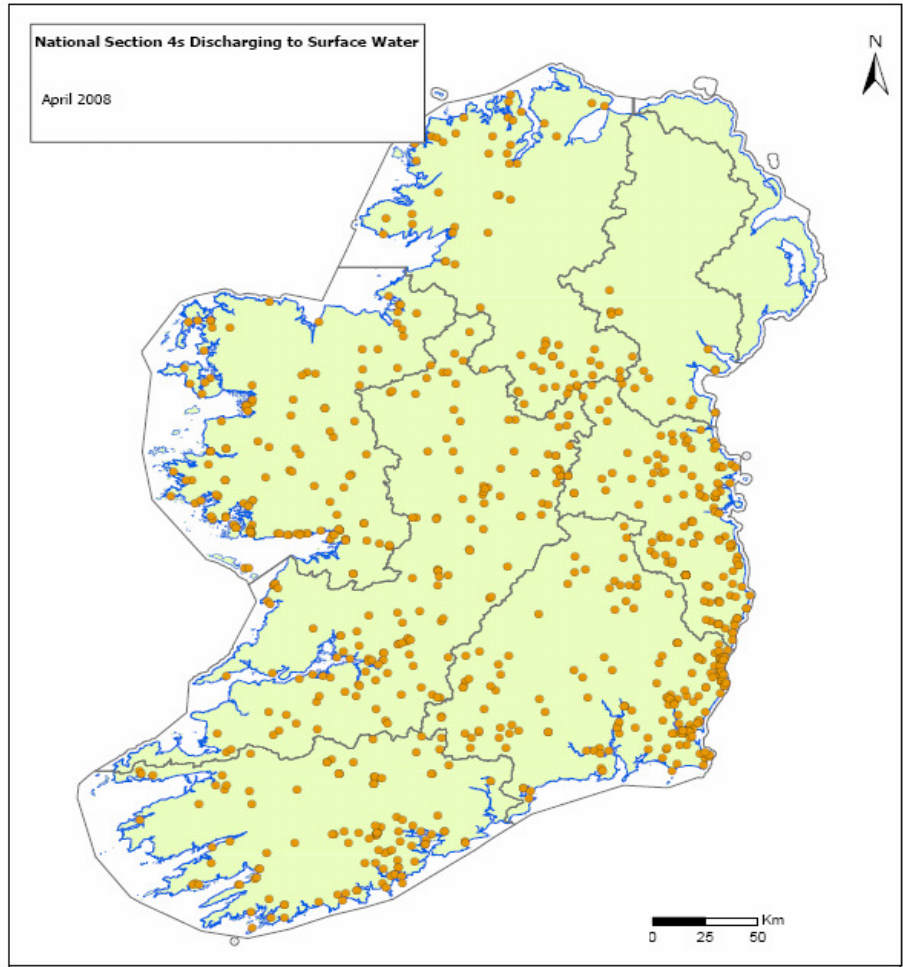 National Section 4s Discharging to Surface Water
April 2008
N
Km
0 25 50